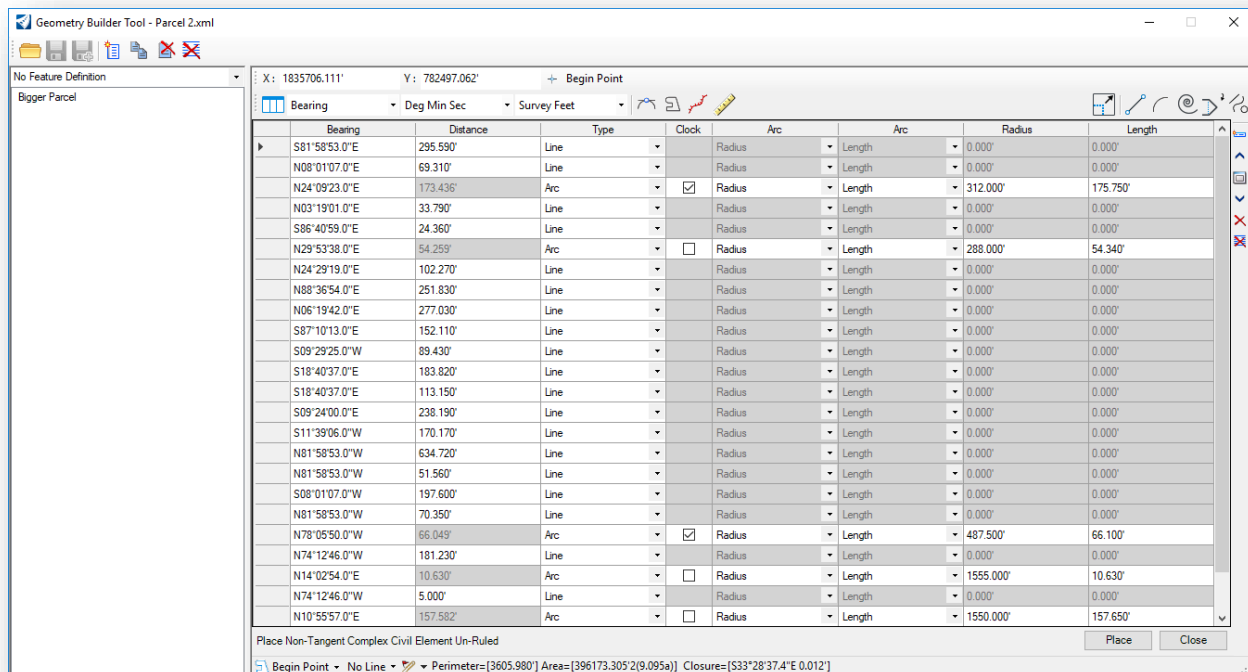 Geometry Builder Tool - Parcel 2.xml
No Feature Definition
Bigger Parcel
X: 1835706.111' Y: 782497.062' Begin Point
Bearing Deg Min Sec Survey Feet
Bearing Distance Type Clock Arc Arc Radius Length
S81°58'53.0"E 295.590' Line Radius Length 0.000' 0.000'
N08°01'07.0"E 69.310' Line Radius Length 0.000' 0.000'
N24°09'23.0"E 173.436' Arc Radius Length 312.000' 175.750'
N03°19'01.0"E 33.790' Line Radius Length 0.000' 0.000'
S86°40'59.0"E 24.360' Line Radius Length 0.000' 0.000'
N29°53'38.0"E 54.259' Arc Radius Length 288.000' 54.340'
N24°29'19.0"E 102.270' Line Radius Length 0.000' 0.000'
N88°36'54.0"E 251.830' Line Radius Length 0.000' 0.000'
N06°19'42.0"E 277.030' Line Radius Length 0.000' 0.000'
S87°10'13.0"E 152.110' Line Radius Length 0.000' 0.000'
S09°29'25.0"W 89.430' Line Radius Length 0.000' 0.000'
S18°40'37.0"E 183.820' Line Radius Length 0.000' 0.000'
S18°40'37.0"E 113.150' Line Radius Length 0.000' 0.000'
S09°24'00.0"E 238.190' Line Radius Length 0.000' 0.000'
S11°39'06.0"W 170.170' Line Radius Length 0.000' 0.000'
N81°58'53.0"W 634.720' Line Radius Length 0.000' 0.000'
N81°58'53.0"W 51.560' Line Radius Length 0.000' 0.000'
S08°01'07.0"W 197.600' Line Radius Length 0.000' 0.000'
N81°58'53.0"W 70.350' Line Radius Length 0.000' 0.000'
N78°05'50.0"W 66.049' Arc Radius Length 487.500' 66.100'
N74°12'46.0"W 181.230' Line Radius Length 0.000' 0.000'
N14°02'54.0"E 10.630' Arc Radius Length 1555.000' 10.630'
N74°12'46.0"W 5.000' Line Radius Length 0.000' 0.000'
N10°55'57.0"E 157.582' Arc Radius Length 1550.000' 157.650'
Place Non-Tangent Complex Civil Element Un-Ruled Place Close
Begin Point No Line Perimeter=[3605.980'] Area=[396173.305'2(9.095a)] Closure=[S33°28'37.4"E 0.012']